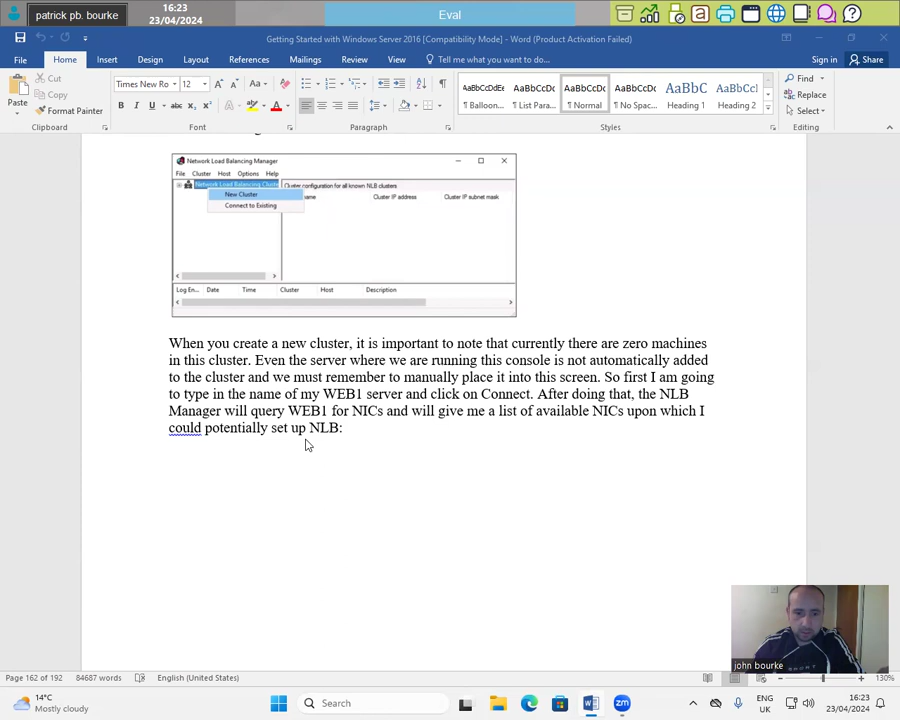 patrick pb. bourke
16:23
23/04/2024
Eval
Getting Started with Windows Server 2016 [Compatibility Mode] - Word (Product Activation Failed)
File
Home
Insert
Design
Layout
References
Mailings
Review
View
Tell me what you want to do...
Sign in
Share
Paste
Cut
Copy
Format Painter
Clipboard
Times New Ro
12
Font
Paragraph
AaBbCcDdE
AaBbCcDc
AaBbCcDc
AaBbCcDc
AaBbC
AaBbCcl
¶ Balloon...
¶ List Para...
¶ Normal
¶ No Spac...
Heading 1
Heading 2
Styles
Find
Replace
Select
Editing
Network Load Balancing Manager
File Cluster Host Options Help
Network Load Balancing Cluste
New Cluster
Connect to Existing
Cluster configuration for all known NLB clusters
name
Cluster IP address
Cluster IP subnet mask
Log En... Date Time Cluster Host Description
When you create a new cluster, it is important to note that currently there are zero machines
in this cluster. Even the server where we are running this console is not automatically added
to the cluster and we must remember to manually place it into this screen. So first I am going
to type in the name of my WEB1 server and click on Connect. After doing that, the NLB
Manager will query WEB1 for NICs and will give me a list of available NICs upon which I
could potentially set up NLB:
john bourke
Page 162 of 192
84687 words
English (United States)
130%
14°C
Mostly cloudy
Search
ENG
UK
16:23
23/04/2024